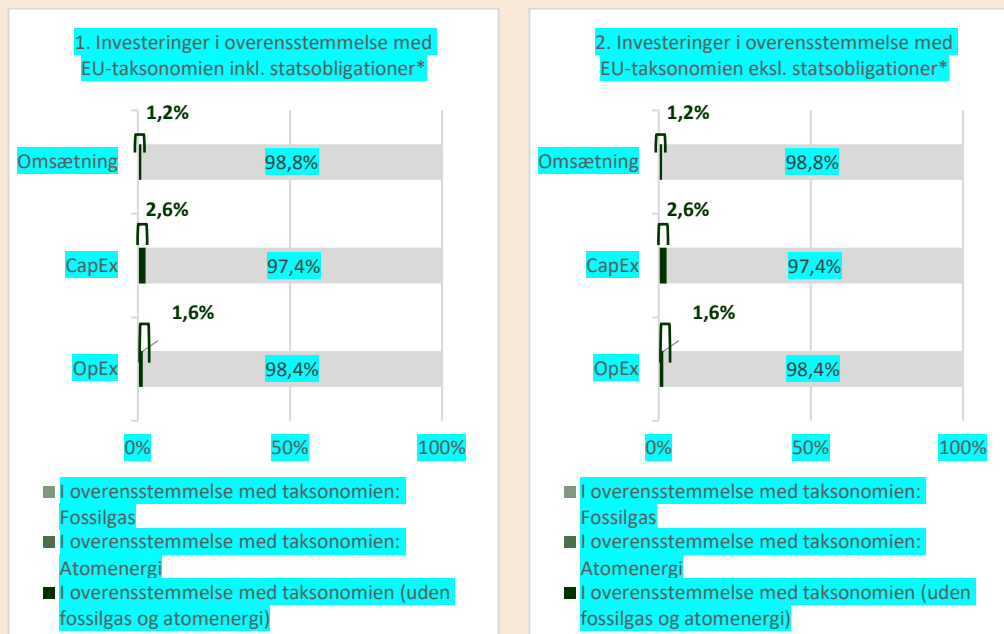 1. Investeringer i overensstemmelse med
EU-taksonomien inkl. statsobligationer*
1,2%
Omsætning
98,8%
2,6%
CapEx
97,4%
1,6%
OpEx
98,4%
0%
50%
100%
I overensstemmelse med taksonomien:
Fossilgas
I overensstemmelse med taksonomien:
Atomenergi
I overensstemmelse med taksonomien (uden
fossilgas og atomenergi)
2. Investeringer i overensstemmelse med
EU-taksonomien eksl. statsobligationer*
1,2%
Omsætning
98,8%
2,6%
CapEx
97,4%
1,6%
OpEx
98,4%
0%
50%
100%
I overensstemmelse med taksonomien:
Fossilgas
I overensstemmelse med taksonomien:
Atomenergi
I overensstemmelse med taksonomien (uden
fossilgas og atomenergi)